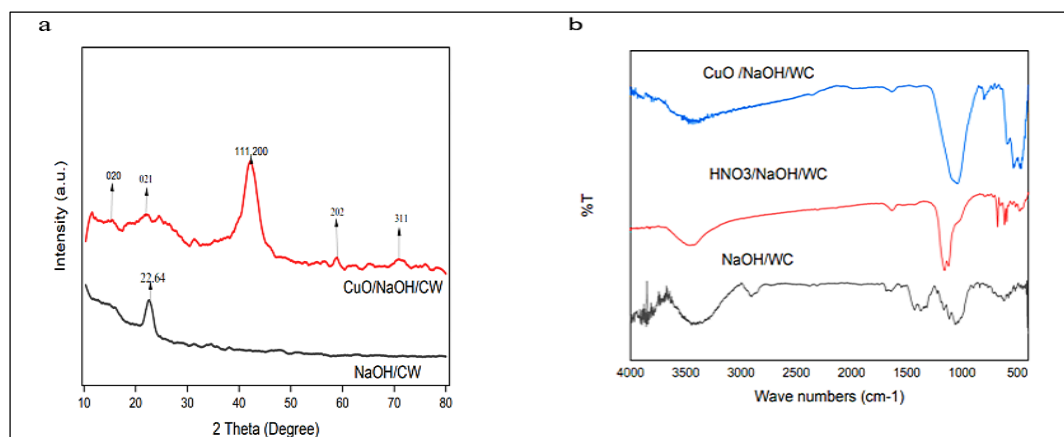 a
020
021
111,200
202
311
CuO/NaOH/CW
22.64
NaOH/CW
Intensity (a.u.)
10 20 30 40 50 60 70 80
2 Theta (Degree)
b
CuO /NaOH/WC
HNO3/NaOH/WC
NaOH/WC
%T
4000 3500 3000 2500 2000 1500 1000 500
Wave numbers (cm-1)